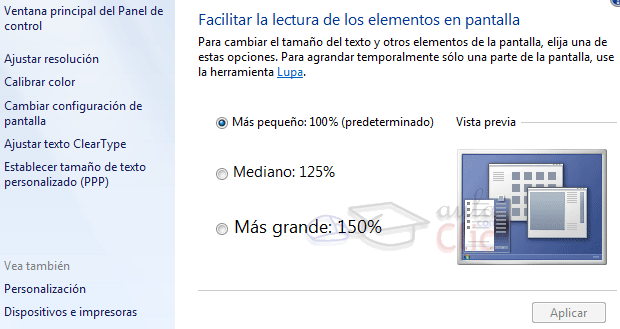 Ventana principal del Panel de
control
Ajustar resolución
Calibrar color
Cambiar configuración de
pantalla
Ajustar texto ClearType
Establecer tamaño de texto
personalizado (PPP)
Vea también
Personalización
Dispositivos e impresoras
Facilitar la lectura de los elementos en pantalla
Para cambiar el tamaño del texto y otros elementos de la pantalla, elija una de
estas opciones. Para agrandar temporalmente sólo una parte de la pantalla, use
la herramienta Lupa.
Más pequeño: 100% (predeterminado)
Vista previa
Mediano: 125%
Más grande: 150%
aula
CLIC
Aplicar